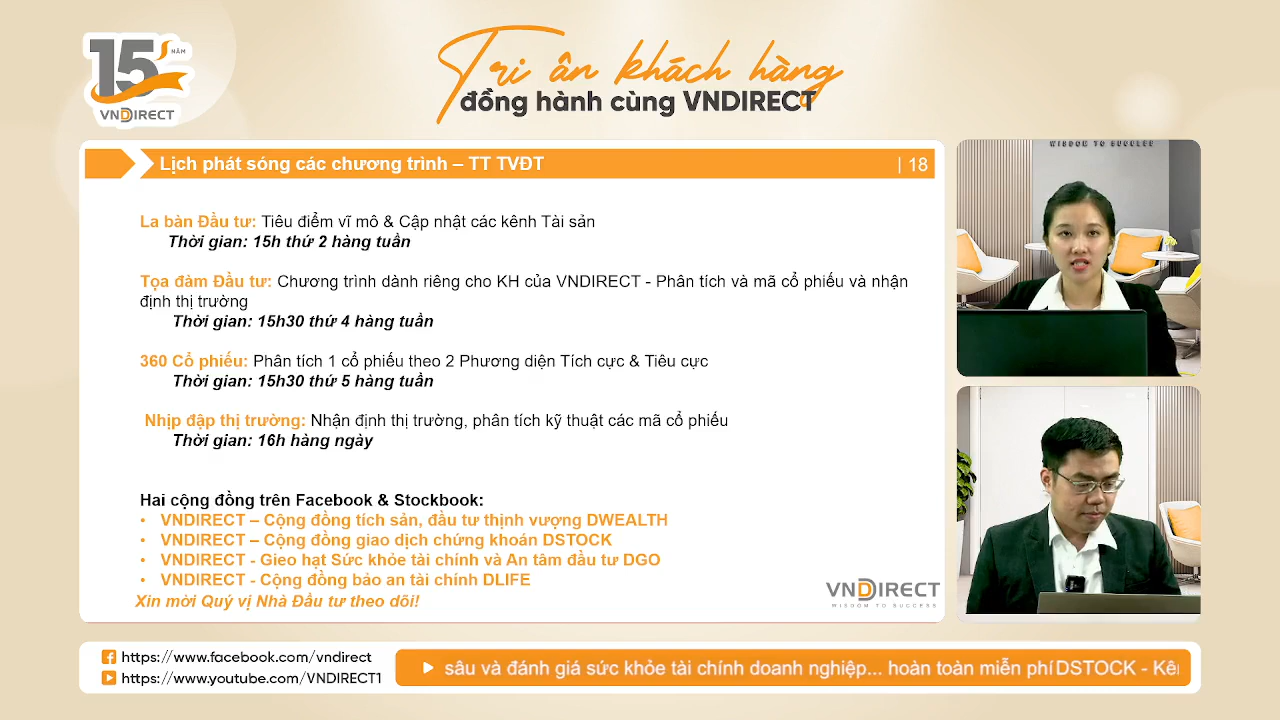 15 NĂM
VNDIRECT
Tri ân khách hàng
đồng hành cùng VNDIRECT
Lịch phát sóng các chương trình – TT TVĐT
| 18
La bàn Đầu tư: Tiêu điểm vĩ mô & Cập nhật các kênh Tài sản
Thời gian: 15h thứ 2 hàng tuần
Tọa đàm Đầu tư: Chương trình dành riêng cho KH của VNDIRECT - Phân tích và mã cổ phiếu và nhận
định thị trường
Thời gian: 15h30 thứ 4 hàng tuần
360 Cổ phiếu: Phân tích 1 cổ phiếu theo 2 Phương diện Tích cực & Tiêu cực
Thời gian: 15h30 thứ 5 hàng tuần
Nhịp đập thị trường: Nhận định thị trường, phân tích kỹ thuật các mã cổ phiếu
Thời gian: 16h hàng ngày
Hai cộng đồng trên Facebook & Stockbook:
• VNDIRECT – Cộng đồng tích sản, đầu tư thịnh vượng DWEALTH
• VNDIRECT – Cộng đồng giao dịch chứng khoán DSTOCK
• VNDIRECT - Gieo hạt Sức khỏe tài chính và An tâm đầu tư DGO
• VNDIRECT - Cộng đồng bảo an tài chính DLIFE
Xin mời Quý vị Nhà Đầu tư theo dõi!
VNDIRECT
WISDOM TO SUCCESS
WISDOM TO SUCCESS
https://www.facebook.com/vndirect
https://www.youtube.com/VNDIRECT1
sâu và đánh giá sức khỏe tài chính doanh nghiệp... hoàn toàn miễn phí DSTOCK - Kê